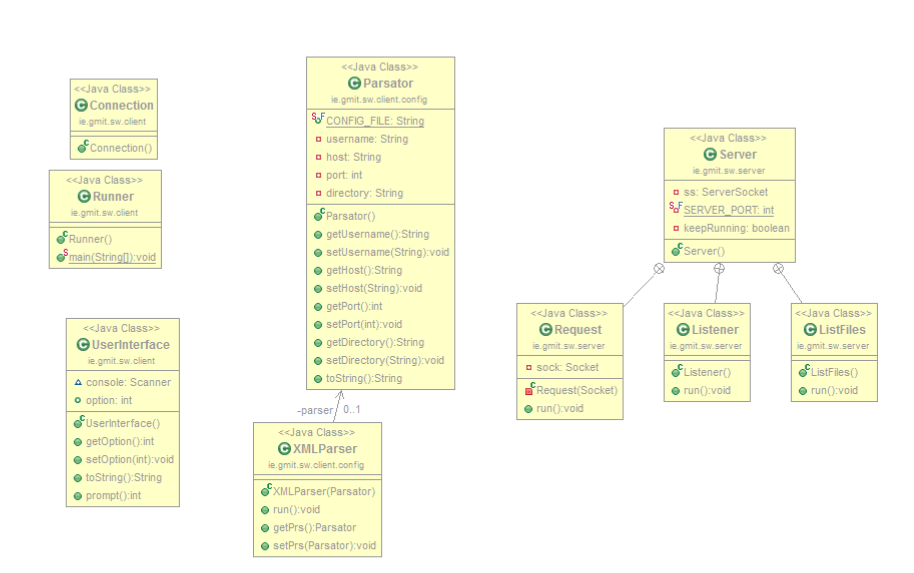 <<Java Class>>
Connection
ie.gmit.sw.client
Connection()
<<Java Class>>
Runner
ie.gmit.sw.client
Runner()
main(String[]):void
<<Java Class>>
UserInterface
ie.gmit.sw.client
console: Scanner
option: int
UserInterface()
getOption():int
setOption(int):void
toString():String
prompt():int
<<Java Class>>
Parsator
ie.gmit.sw.client.config
CONFIG_FILE: String
username: String
host: String
port: int
directory: String
Parsator()
getUsername():String
setUsername(String):void
getHost():String
setHost(String):void
getPort():int
setPort(int):void
getDirectory():String
setDirectory(String):void
toString():String
-parser 0..1
<<Java Class>>
XMLParser
ie.gmit.sw.client.config
XMLParser(Parsator)
run():void
getPrs():Parsator
setPrs(Parsator):void
<<Java Class>>
Server
ie.gmit.sw.server
ss: ServerSocket
SERVER_PORT: int
keepRunning: boolean
Server()
<<Java Class>>
Request
ie.gmit.sw.server
sock: Socket
Request(Socket)
run():void
<<Java Class>>
Listener
ie.gmit.sw.server
Listener()
run():void
<<Java Class>>
ListFiles
ie.gmit.sw.server
ListFiles()
run():void